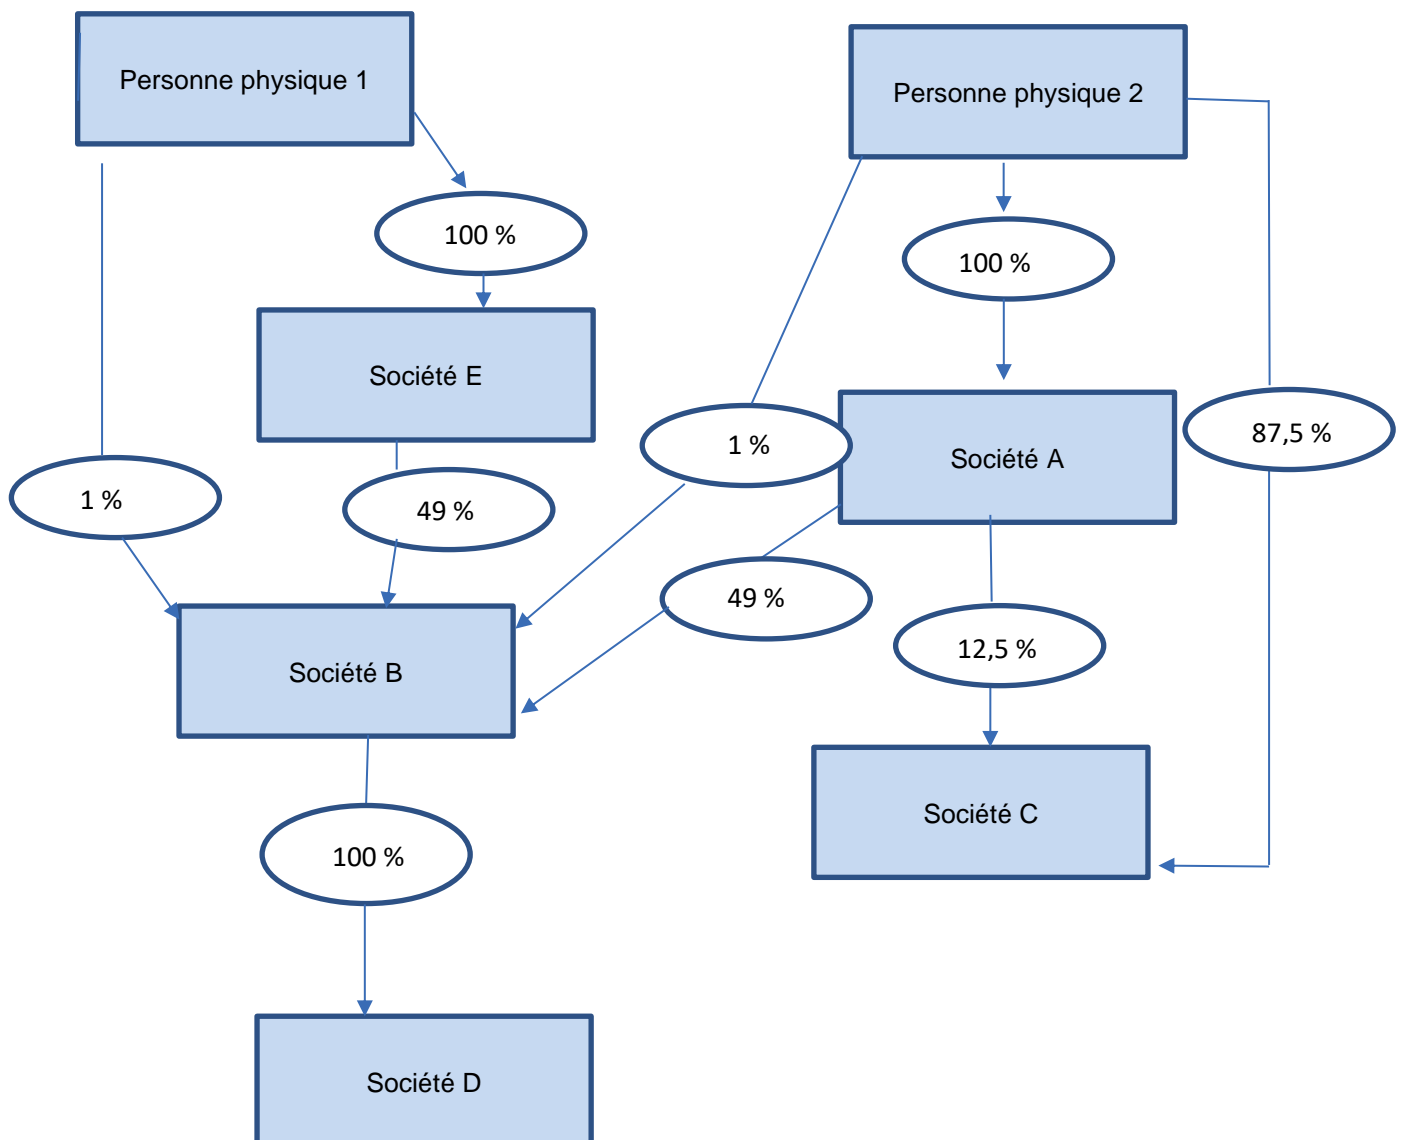 Personne physique 1
Personne physique 2
100 %
100 %
Société E
87,5 %
1 %
Société A
1 %
49 %
49 %
12,5 %
Société B
Société C
100 %
Société D